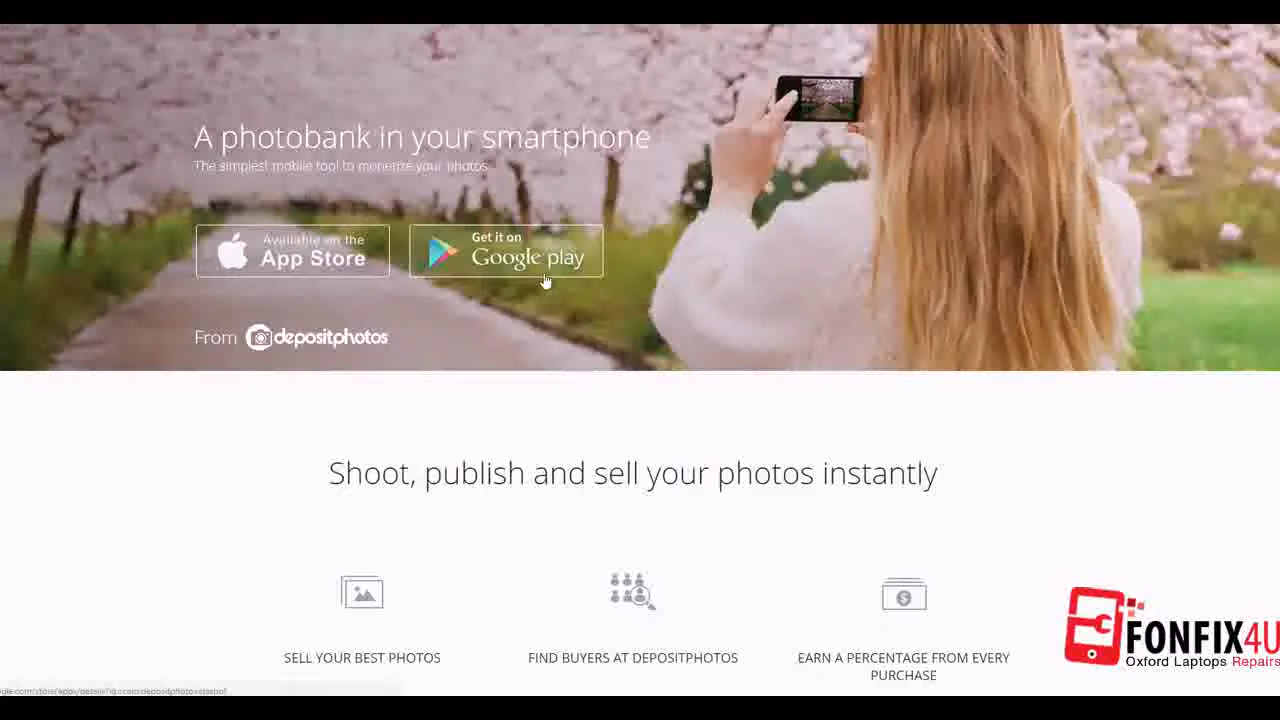 A photobank in your smartphone
The simplest mobile tool to monetize your photos
Available on the
App Store
Get it on
Google play
From depositphotos
Shoot, publish and sell your photos instantly
SELL YOUR BEST PHOTOS
FIND BUYERS AT DEPOSITPHOTOS
EARN A PERCENTAGE FROM EVERY
PURCHASE
FONFIX4U
Oxford Laptops Repairs